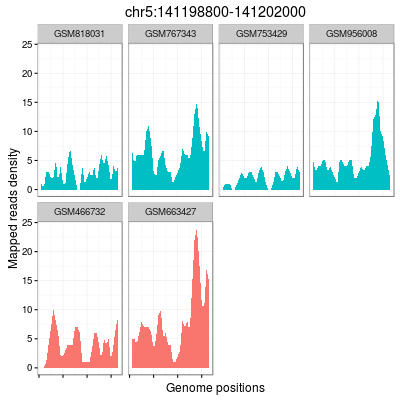 chr5:141198800-141202000
GSM818031 GSM767343 GSM753429 GSM956008
25
20
15
10
5
0
Mapped reads density
GSM466732 GSM663427
25
20
15
10
5
0
Genome positions